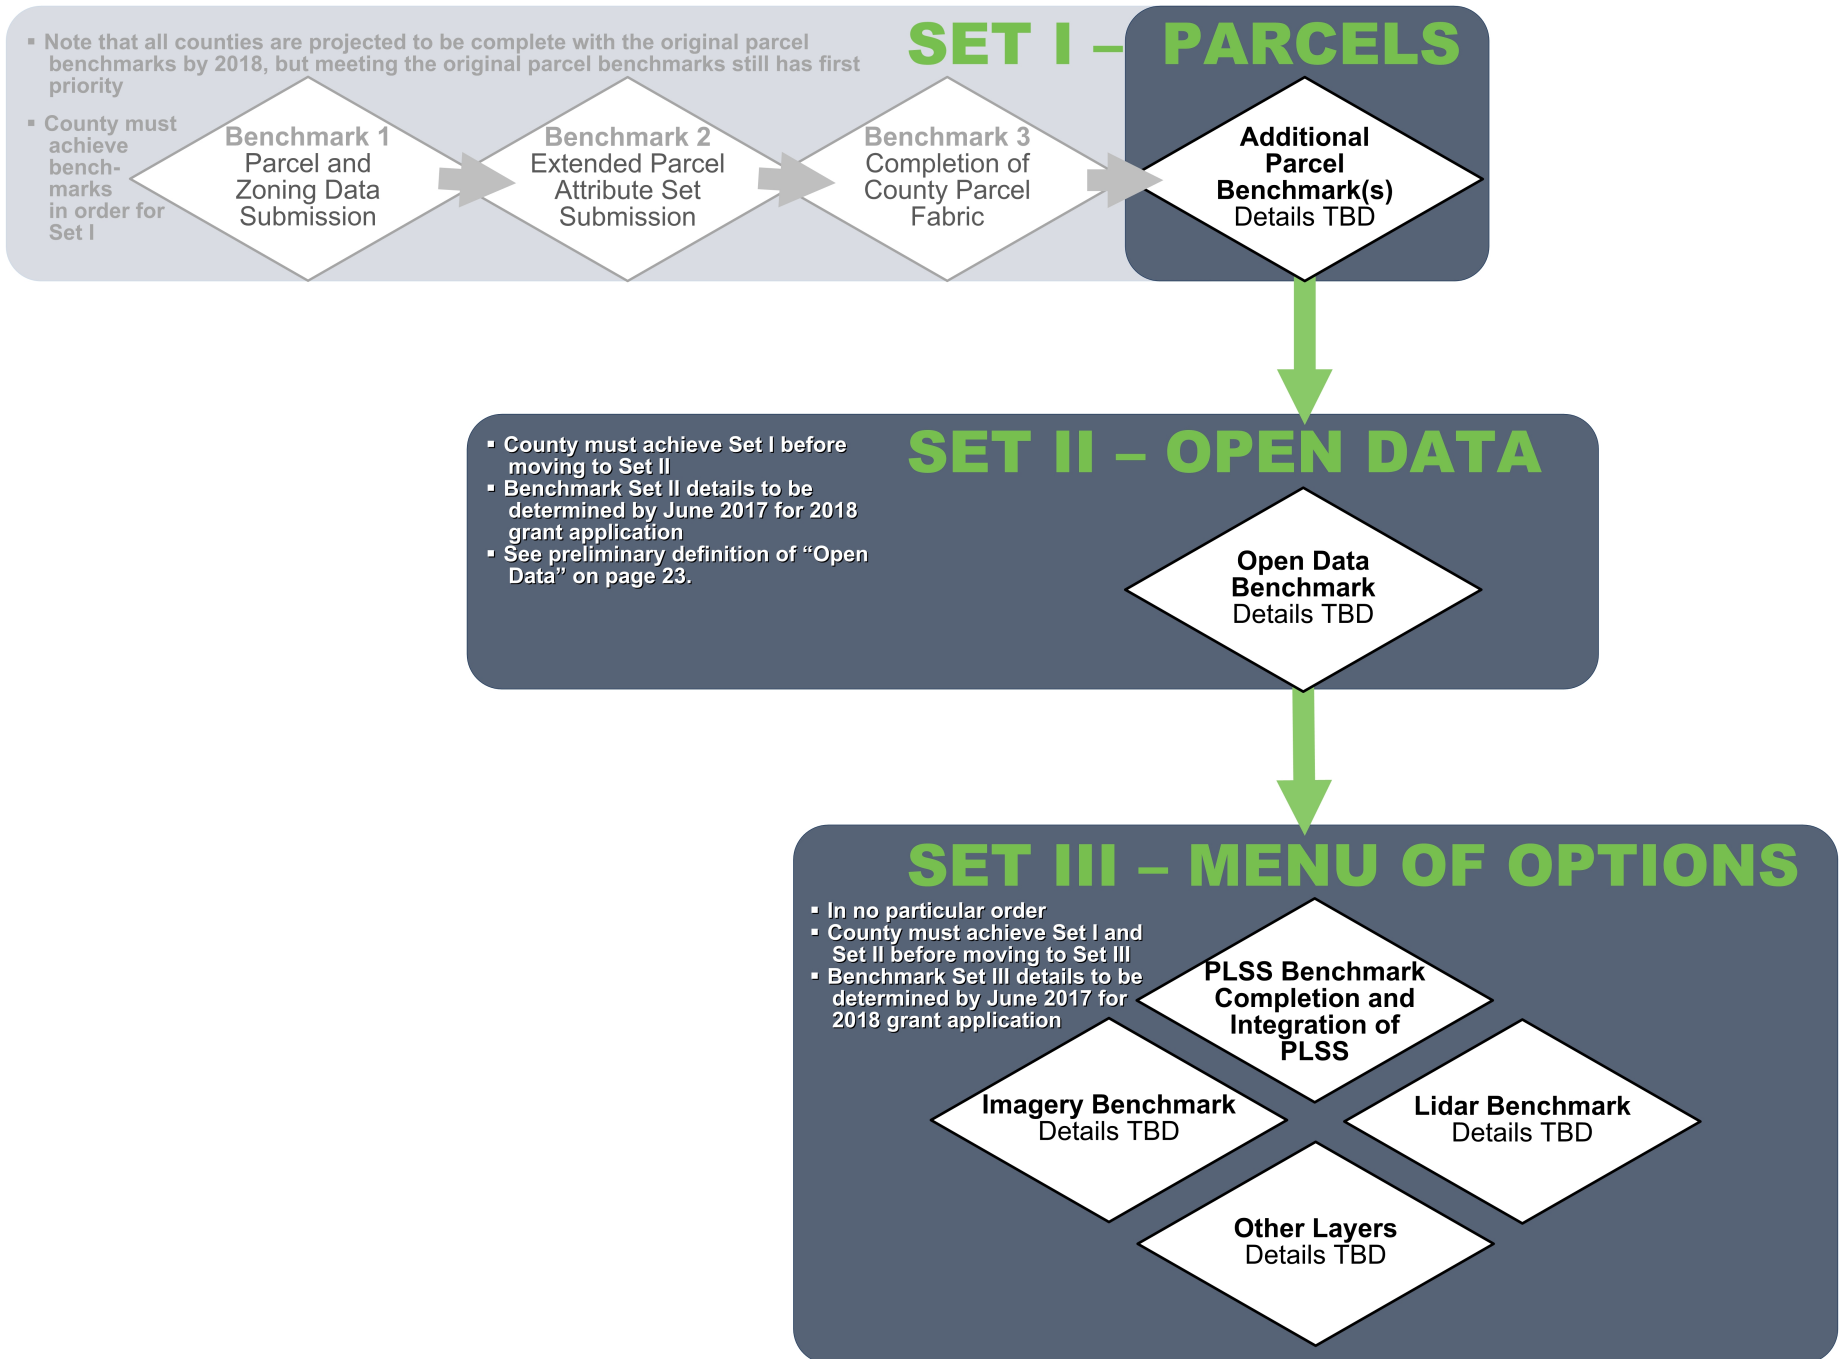 SET I – PARCELS
▪ Note that all counties are projected to be complete with the original parcel
benchmarks by 2018, but meeting the original parcel benchmarks still has first
priority
▪ County must
achieve
bench-
marks
in order for
Set I
Benchmark 1
Parcel and
Zoning Data
Submission
Benchmark 2
Extended Parcel
Attribute Set
Submission
Benchmark 3
Completion of
County Parcel
Fabric
Additional
Parcel
Benchmark(s)
Details TBD
SET II – OPEN DATA
▪ County must achieve Set I before
moving to Set II
▪ Benchmark Set II details to be
determined by June 2017 for 2018
grant application
▪ See preliminary definition of “Open
Data” on page 23.
Open Data
Benchmark
Details TBD
SET III – MENU OF OPTIONS
▪ In no particular order
▪ County must achieve Set I and
Set II before moving to Set III
▪ Benchmark Set III details to be
determined by June 2017 for
2018 grant application
PLSS Benchmark
Completion and
Integration of
PLSS
Imagery Benchmark
Details TBD
Lidar Benchmark
Details TBD
Other Layers
Details TBD